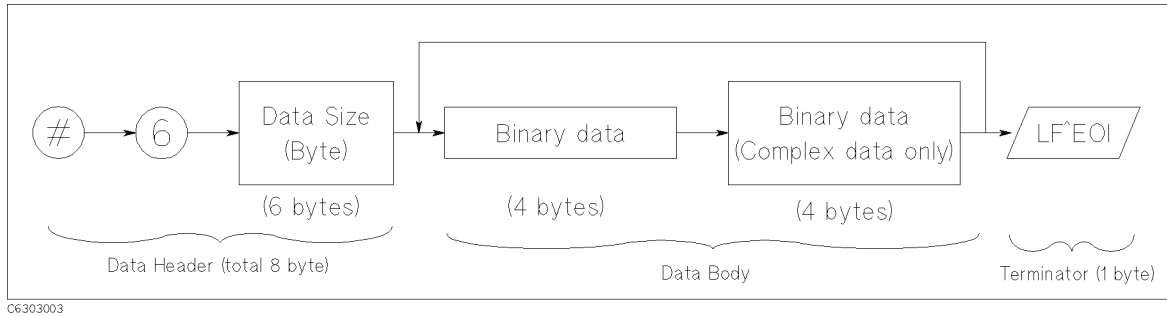 #
6
Data Size
(Byte)
Binary data
Binary data
(Complex data only)
LF^EOI
(6 bytes)
(4 bytes)
(4 bytes)
Data Header (total 8 byte)
Data Body
Terminator (1 byte)
C6303003